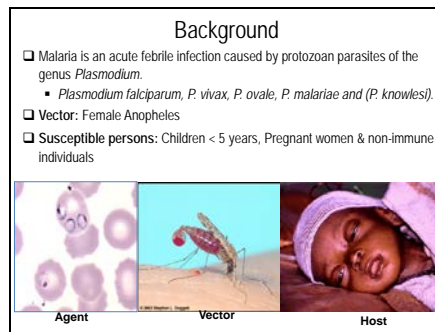 Background
❑ Malaria is an acute febrile infection caused by protozoan parasites of the
genus Plasmodium.
▪ Plasmodium falciparum, P. vivax, P. ovale, P. malariae and (P. knowlesi).
❑ Vector: Female Anopheles
❑ Susceptible persons: Children < 5 years, Pregnant women & non-immune
individuals
Agent
Vector
Host